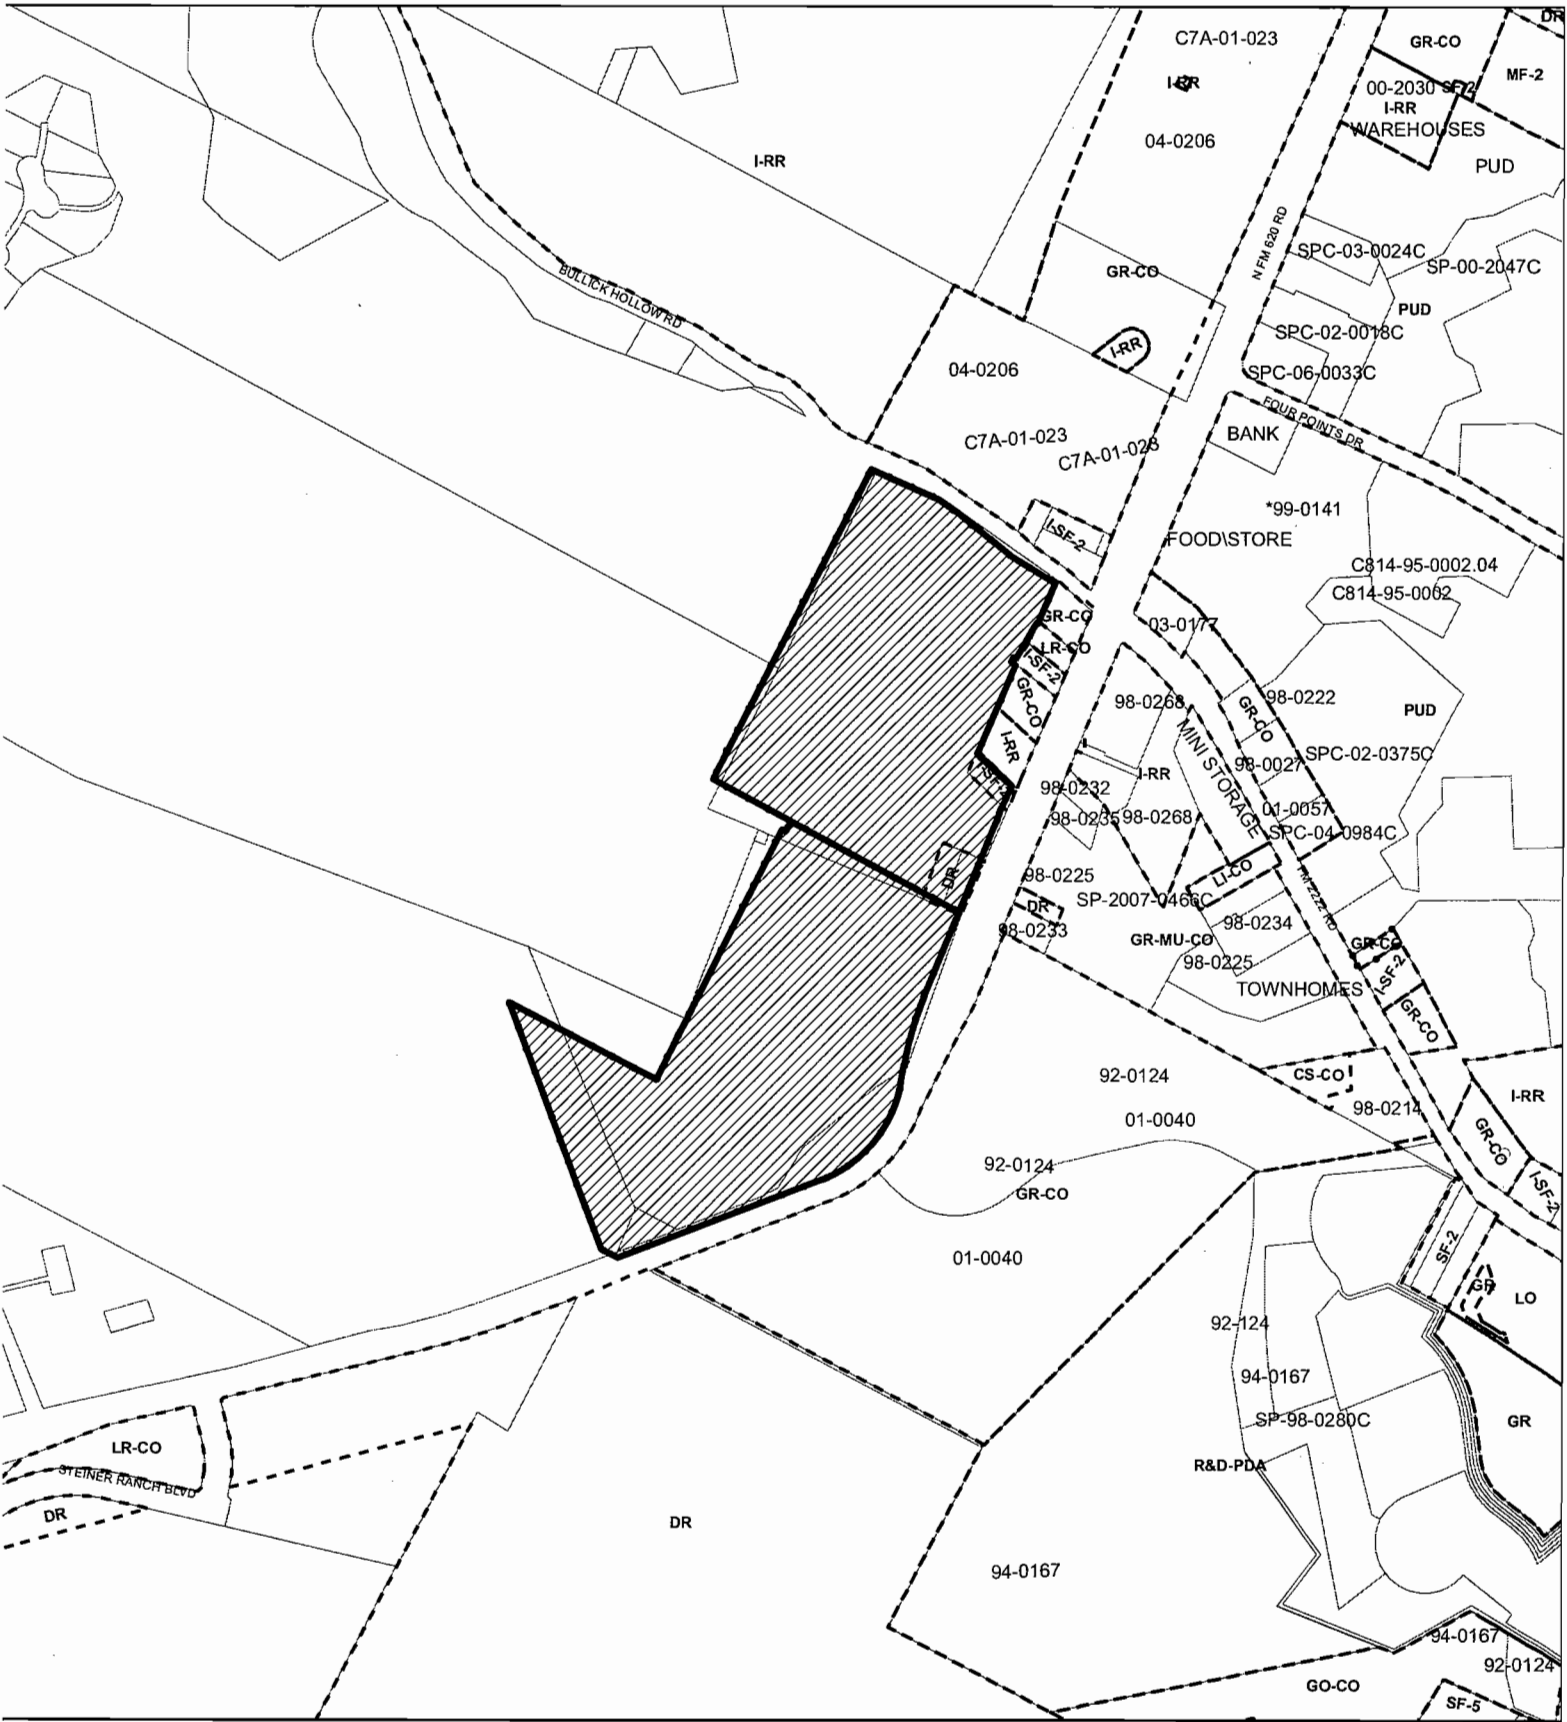 DR
C7A-01-023
GR-CO
MF-2
I-RR
00-2030
SF-2
I-RR
04-0206
WAREHOUSES
I-RR
PUD
N FM 620 RD
SPC-03-0024C
SP-00-2047C
GR-CO
BULLICK HOLLOW RD
PUD
SPC-02-0018C
I-RR
04-0206
SPC-06-0033C
FOUR POINTS DR
BANK
C7A-01-023
C7A-01-023
*99-0141
I-SF-2
FOOD\STORE
C814-95-0002.04
C814-95-0002
GR-CO
03-0177
LR-CO
I-SF-2
GR-CO
98-0268
98-0222
PUD
GR-CO
I-RR
MINI STORAGE
SPC-02-0375C
98-0027
I-RR
I-SF-2
98-0232
98-0235
98-0268
01-0057
SPC-04-0984C
DR
98-0225
LI-CO
FM 2222 RD
SP-2007-0466C
DR
98-0233
98-0234
GR-MU-CO
GR-CO
98-0225
I-SF-2
TOWNHOMES
GR-CO
92-0124
CS-CO
I-RR
98-0214
01-0040
GR-CO
92-0124
GR-CO
I-SF-2
SF-2
01-0040
GR
LO
92-124
94-0167
SP-98-0280C
GR
LR-CO
STEINER RANCH BLVD
R&D-PDA
DR
DR
94-0167
94-0167
92-0124
GO-CO
SF-5